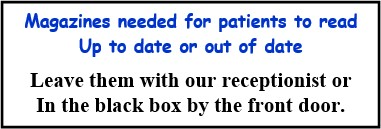 Magazines needed for patients to read
Up to date or out of date
Leave them with our receptionist or
In the black box by the front door.